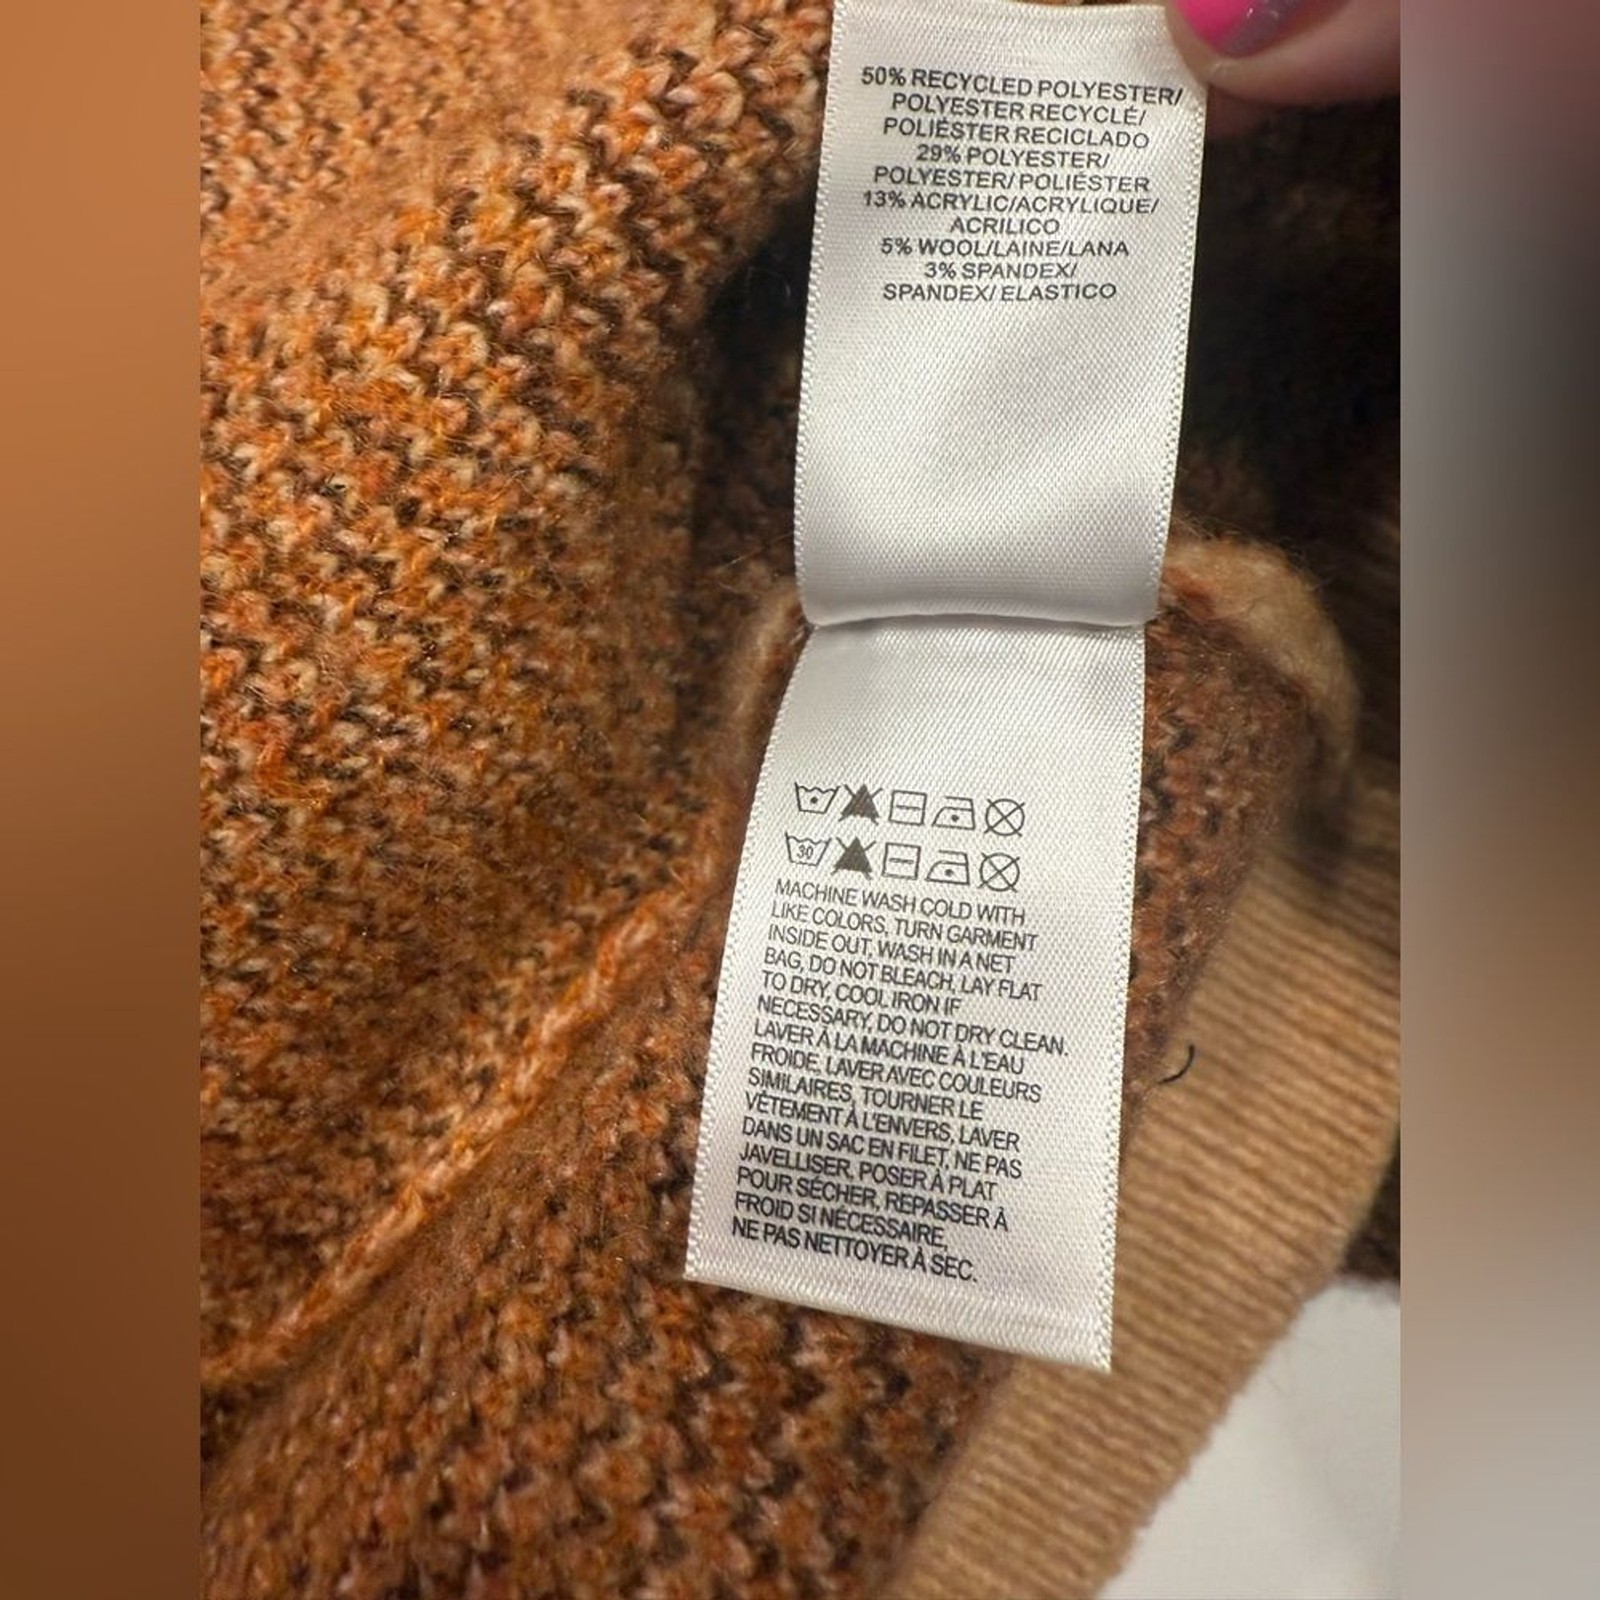 50% RECYCLED POLYESTER/
POLYESTER RECYCLÉ/
POLIÉSTER RECICLADO
29% POLYESTER/
POLYESTER/ POLIÉSTER
13% ACRYLIC/ACRYLIQUE/
ACRILICO
5% WOOL/LAINE/LANA
3% SPANDEX/
SPANDEX/ ELASTICO
30
MACHINE WASH COLD WITH
LIKE COLORS, TURN GARMENT
INSIDE OUT, WASH IN A NET
BAG, DO NOT BLEACH, LAY FLAT
TO DRY, COOL IRON IF
NECESSARY, DO NOT DRY CLEAN.
LAVER À LA MACHINE À L'EAU
FROIDE, LAVER AVEC COULEURS
SIMILAIRES, TOURNER LE
VÊTEMENT À L'ENVERS, LAVER
DANS UN SAC EN FILET, NE PAS
JAVELLISER, POSER À PLAT
POUR SÉCHER, REPASSER À
FROID SI NÉCESSAIRE,
NE PAS NETTOYER À SEC.